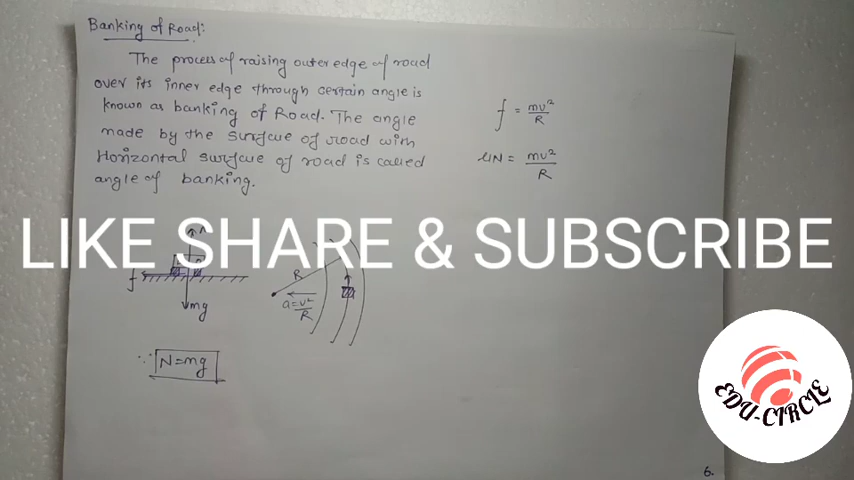 Banking of Road:
The process of raising outer edge of road
over its inner edge through certain angle is
known as banking of Road. The angle
made by the surface of road with
Horizontal surface of road is called
angle of banking.
f = mv²/R
μN = mv²/R
LIKE SHARE & SUBSCRIBE
N
f
mg
R
a = v²/R
∵ N=mg
EDU-CIRCLE
6.